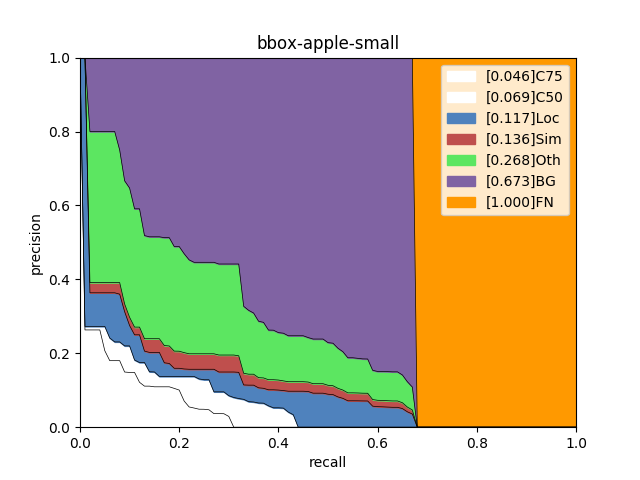 bbox-apple-small
1.0
0.8
0.6
0.4
0.2
0.0
precision
[0.046]C75
[0.069]C50
[0.117]Loc
[0.136]Sim
[0.268]Oth
[0.673]BG
[1.000]FN
0.0 0.2 0.4 0.6 0.8 1.0
recall